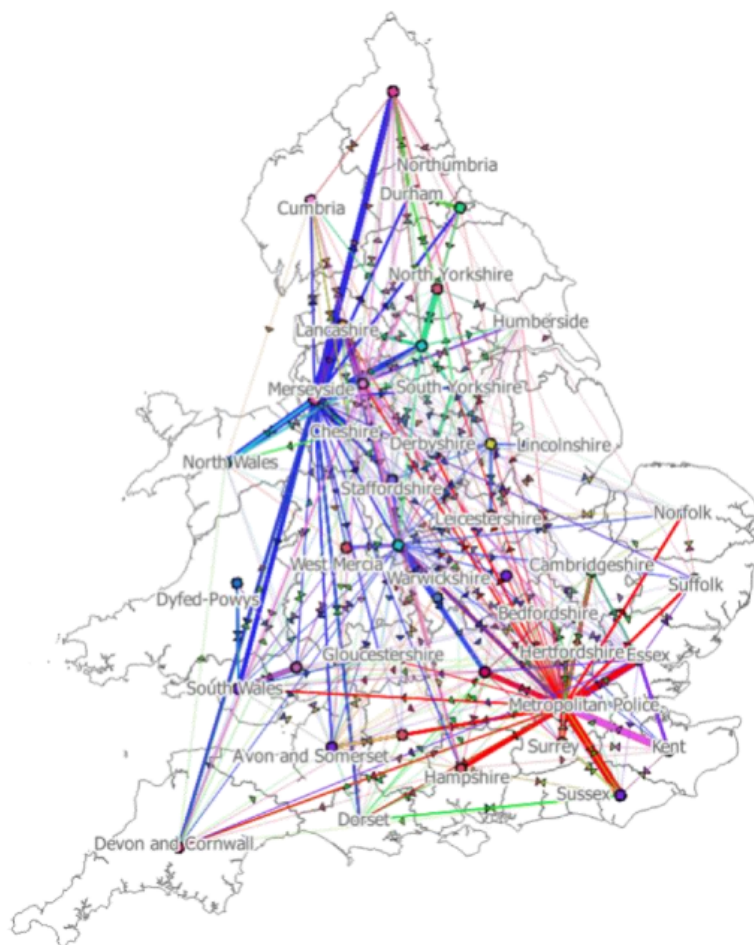 Northumbria
Durham
Cumbria
North Yorkshire
Lancashire
Humberside
Merseyside
South Yorkshire
Cheshire
Derbyshire
Lincolnshire
North Wales
Staffordshire
Leicestershire
Norfolk
West Mercia
Cambridgeshire
Warwickshire
Suffolk
Dyfed-Powys
Bedfordshire
Gloucestershire
Hertfordshire
Essex
South Wales
Metropolitan Police
Avon and Somerset
Surrey
Kent
Hampshire
Sussex
Dorset
Devon and Cornwall